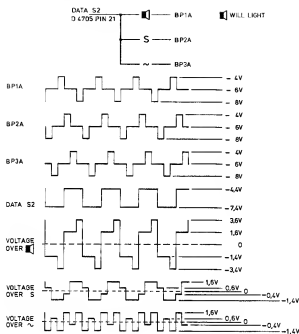 DATA S2
D 4705 PIN 21
BP1A
WILL LIGHT
S BP2A
~ BP3A
BP1A
- 4V
- 6V
- 8V
BP2A
- 4V
- 6V
- 8V
BP3A
- 4V
- 6V
- 8V
DATA S2
-4,4V
-7,4V
VOLTAGE
OVER
3,6V
1,6V
0
-1,4V
-3,4V
VOLTAGE
OVER S
1,6V
0,6V
0
-0,4V
-1,4V
VOLTAGE
OVER ~
1,6V
0,6V
0
-0,4V
-1,4V